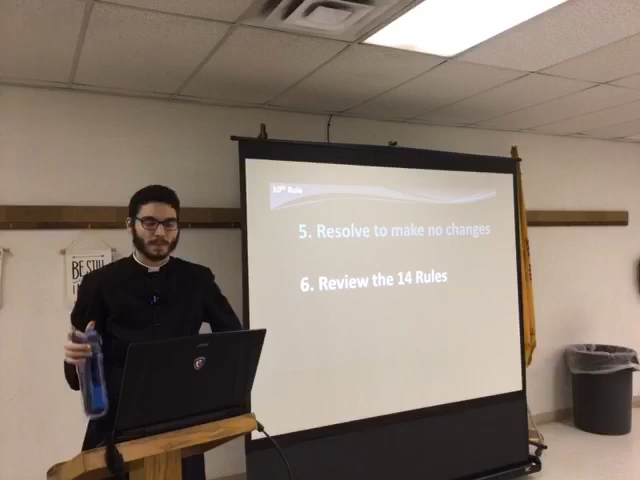 10th Rule
5. Resolve to make no changes
6. Review the 14 Rules
BE STILL